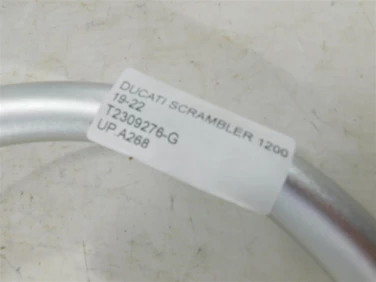 DUCATI SCRAMBLER 1200
19-22
T2309276-G
UP A268